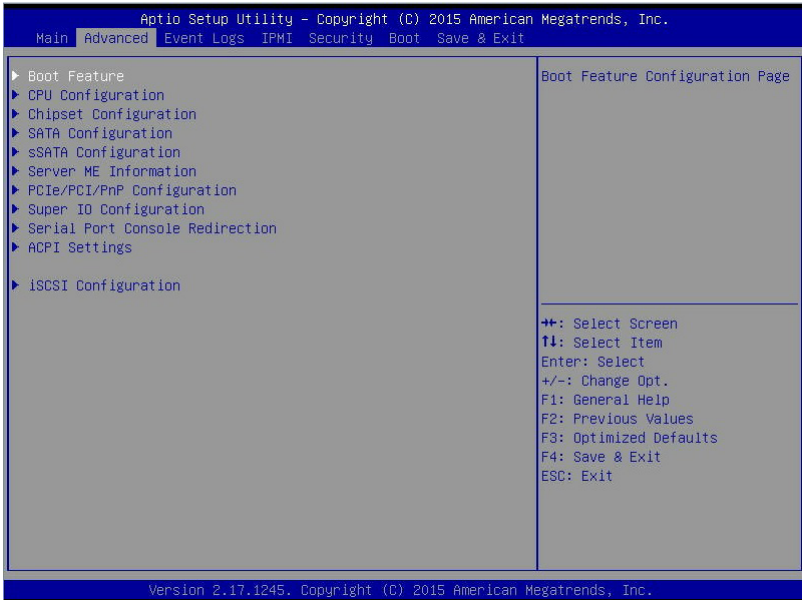 Aptio Setup Utility – Copyright (C) 2015 American Megatrends, Inc.
Main Advanced Event Logs IPMI Security Boot Save & Exit
▶ Boot Feature
▶ CPU Configuration
▶ Chipset Configuration
▶ SATA Configuration
▶ sSATA Configuration
▶ Server ME Information
▶ PCIe/PCI/PnP Configuration
▶ Super IO Configuration
▶ Serial Port Console Redirection
▶ ACPI Settings
▶ iSCSI Configuration
Boot Feature Configuration Page
→←: Select Screen
↑↓: Select Item
Enter: Select
+/-: Change Opt.
F1: General Help
F2: Previous Values
F3: Optimized Defaults
F4: Save & Exit
ESC: Exit
Version 2.17.1245. Copyright (C) 2015 American Megatrends, Inc.